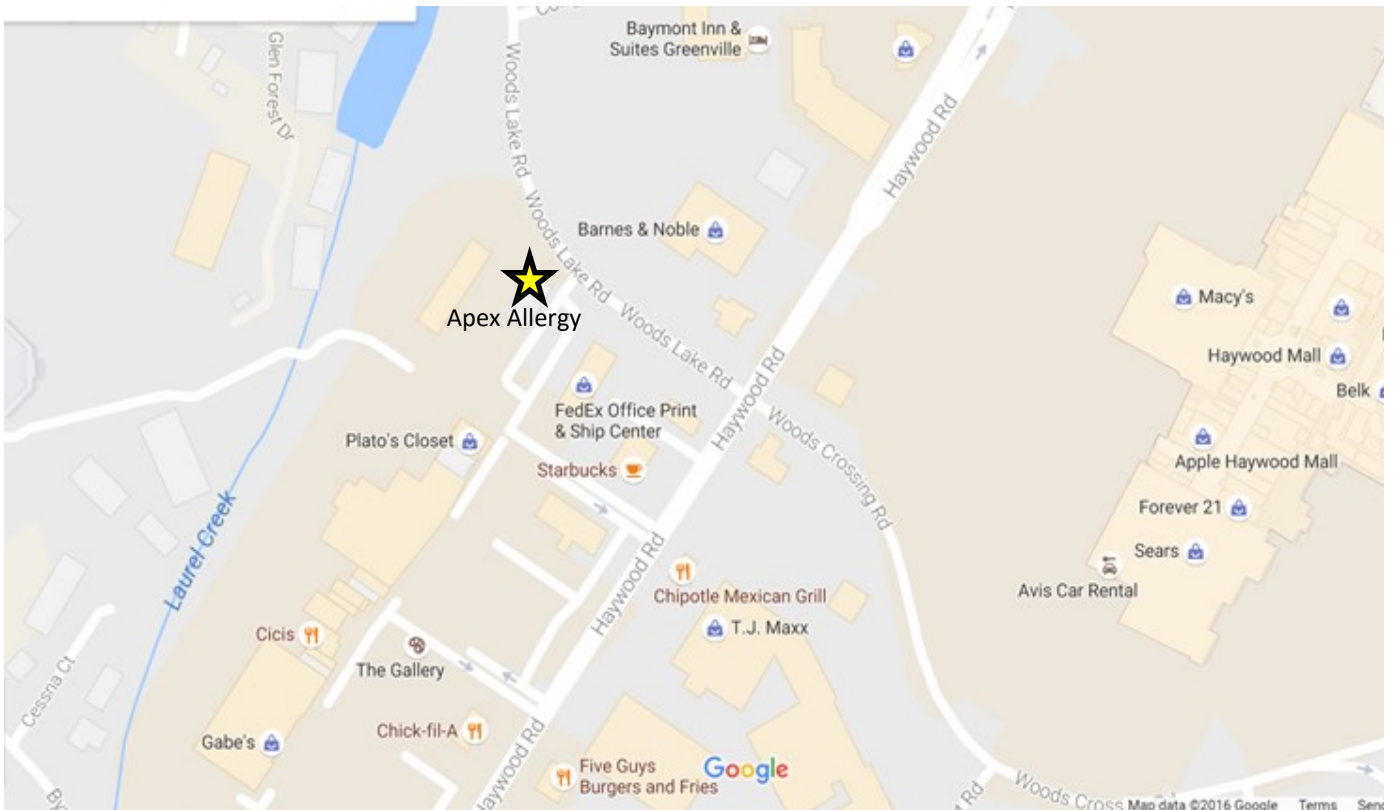 Glen Forest Dr
Woods Lake Rd
Baymont Inn &
Suites Greenville
Haywood Rd
Woods Lake Rd
Barnes & Noble
Apex Allergy
Woods Lake Rd
Macy's
Haywood Mall
Belk
Haywood Rd
Woods Crossing Rd
FedEx Office Print
& Ship Center
Plato's Closet
Starbucks
Apple Haywood Mall
Forever 21
Sears
Avis Car Rental
Laurel Creek
Haywood Rd
Chipotle Mexican Grill
T.J. Maxx
Cicis
The Gallery
Cessna Ct
Chick-fil-A
Gabe's
Haywood Rd
Five Guys
Burgers and Fries
Google
Rd
Woods Cross
Map data ©2016 Google Terms